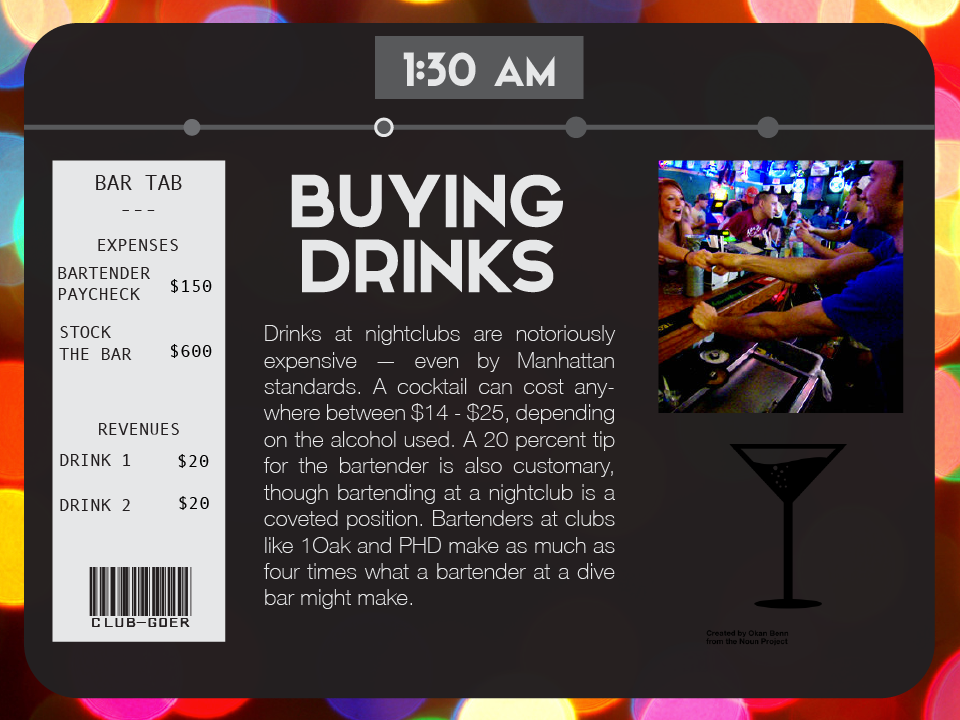 1:30 AM
BAR TAB
---
EXPENSES
BARTENDER
PAYCHECK $150
STOCK
THE BAR $600
REVENUES
DRINK 1 $20
DRINK 2 $20
CLUB-GOER
BUYING
DRINKS
Drinks at nightclubs are notoriously
expensive — even by Manhattan
standards. A cocktail can cost any-
where between $14 - $25, depending
on the alcohol used. A 20 percent tip
for the bartender is also customary,
though bartending at a nightclub is a
coveted position. Bartenders at clubs
like 1Oak and PHD make as much as
four times what a bartender at a dive
bar might make.
Created by Okan Benn
from the Noun Project